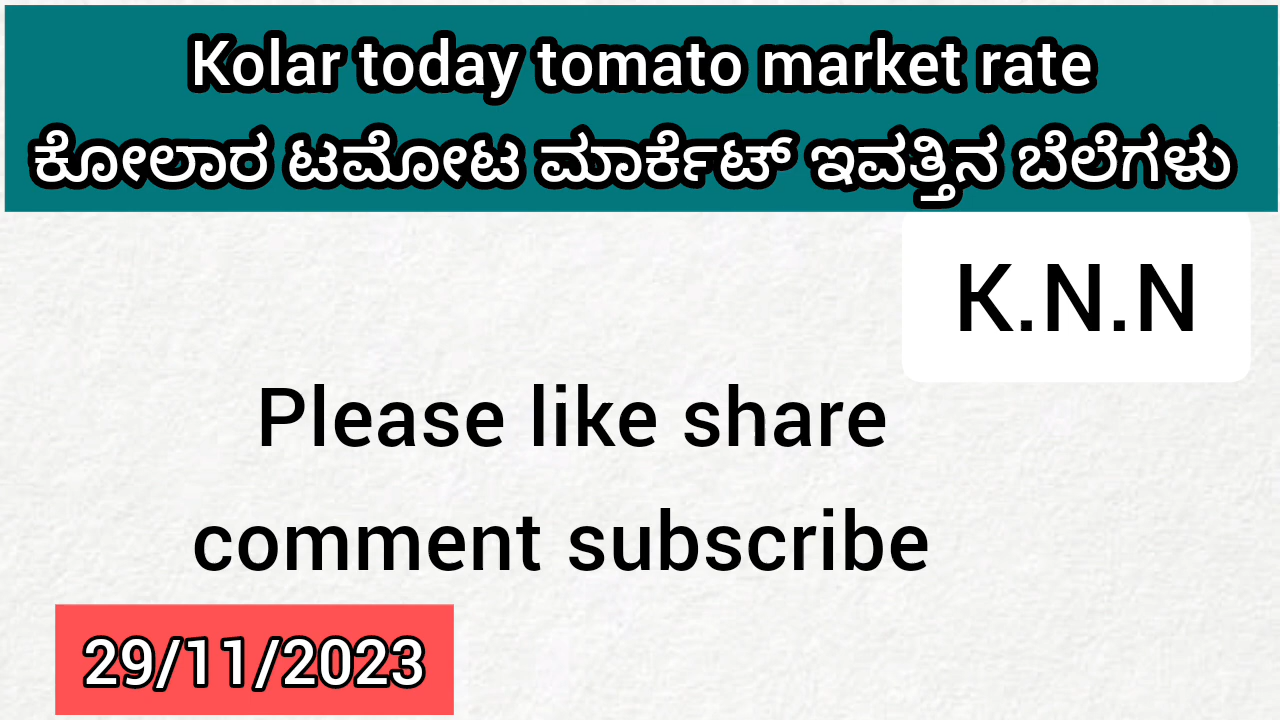 Kolar today tomato market rate
ಕೋಲಾರ ಟಮೋಟ ಮಾರ್ಕೆಟ್ ಇವತ್ತಿನ ಬೆಲೆಗಳು
K.N.N
Please like share
comment subscribe
29/11/2023